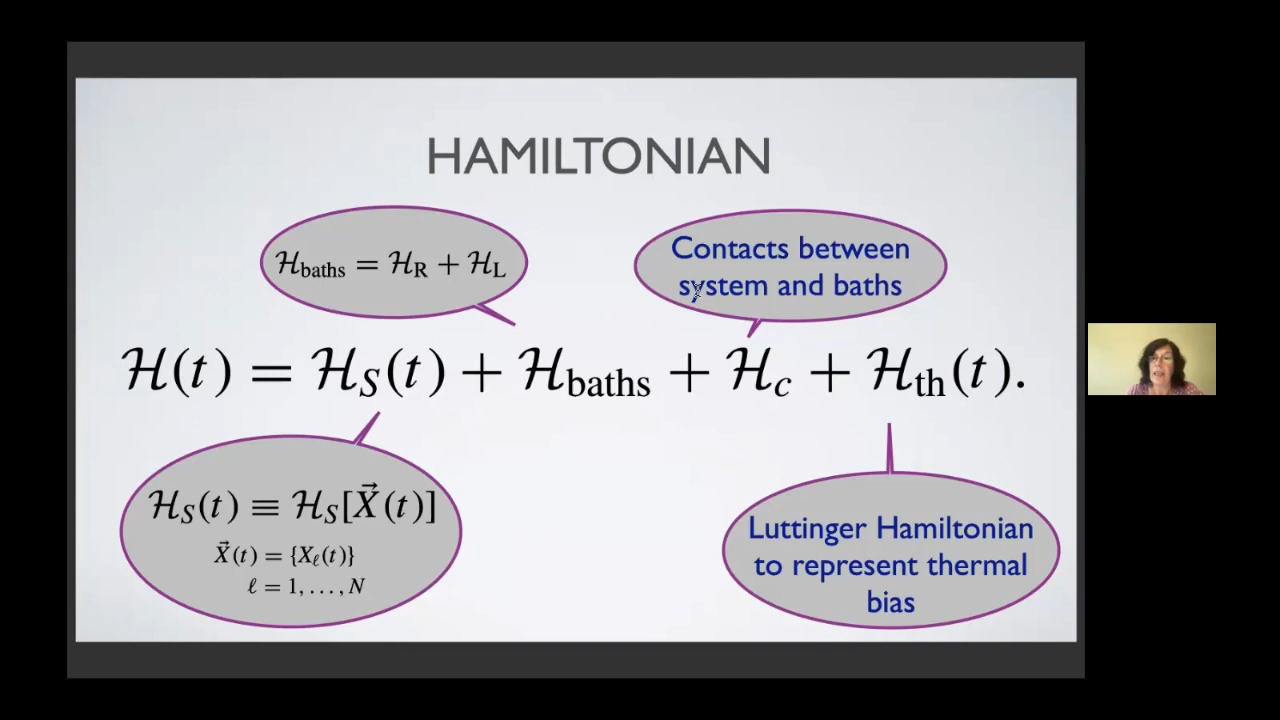 HAMILTONIAN
ℋ_baths = ℋ_R + ℋ_L
Contacts between
system and baths
ℋ(t) = ℋ_S(t) + ℋ_baths + ℋ_c + ℋ_th(t).
ℋ_S(t) ≡ ℋ_S[X⃗(t)]
X⃗(t) = {X_ℓ(t)}
ℓ = 1, . . . , N
Luttinger Hamiltonian
to represent thermal
bias